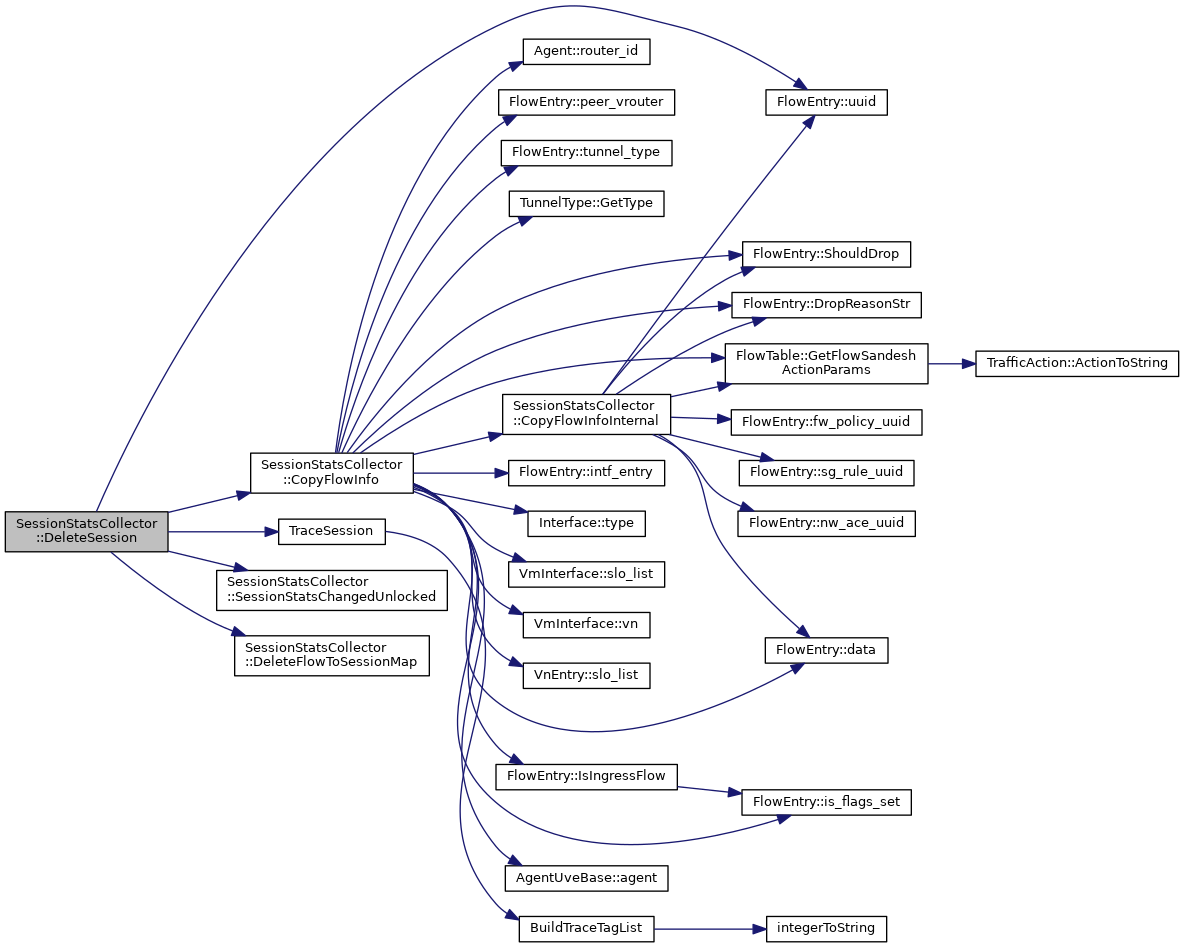 Agent::router_id
FlowEntry::peer_vrouter
FlowEntry::uuid
FlowEntry::tunnel_type
TunnelType::GetType
FlowEntry::ShouldDrop
FlowEntry::DropReasonStr
FlowTable::GetFlowSandesh
ActionParams
TrafficAction::ActionToString
SessionStatsCollector
::CopyFlowInfoInternal
FlowEntry::fw_policy_uuid
SessionStatsCollector
::CopyFlowInfo
FlowEntry::intf_entry
FlowEntry::sg_rule_uuid
SessionStatsCollector
::DeleteSession
TraceSession
Interface::type
FlowEntry::nw_ace_uuid
SessionStatsCollector
::SessionStatsChangedUnlocked
VmInterface::slo_list
VmInterface::vn
SessionStatsCollector
::DeleteFlowToSessionMap
FlowEntry::data
VnEntry::slo_list
FlowEntry::IsIngressFlow
FlowEntry::is_flags_set
AgentUveBase::agent
BuildTraceTagList
integerToString